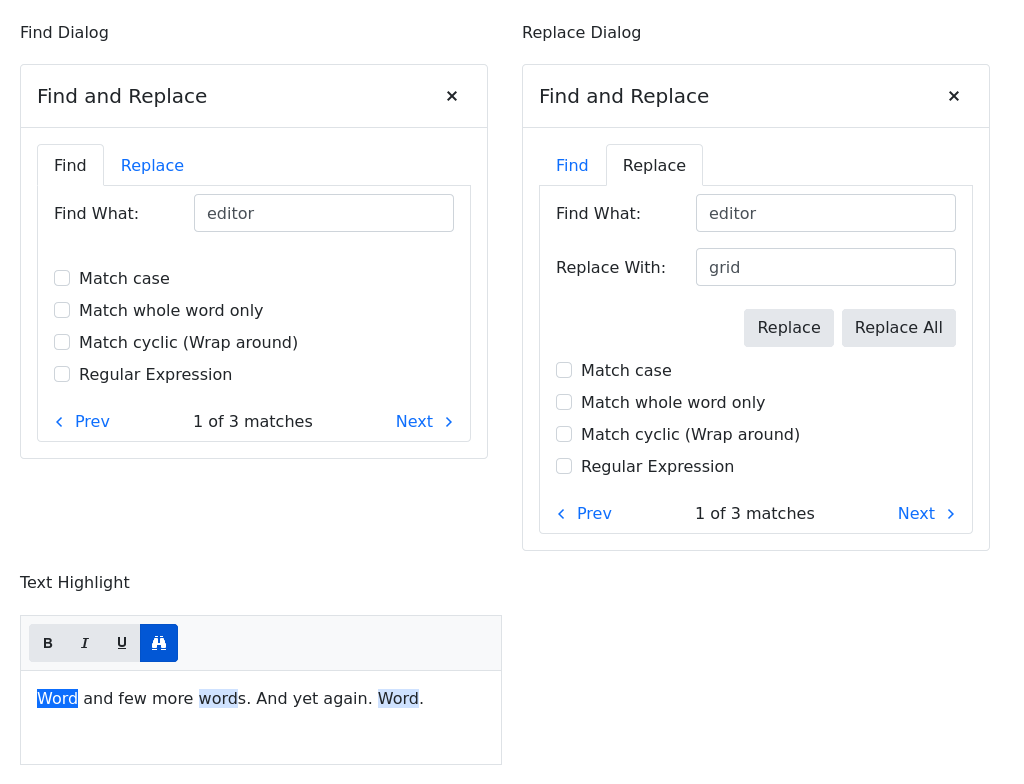 Find Dialog
Find and Replace ✕
Find Replace
Find What: editor
Match case
Match whole word only
Match cyclic (Wrap around)
Regular Expression
Prev 1 of 3 matches Next
Replace Dialog
Find and Replace ✕
Find Replace
Find What: editor
Replace With: grid
Replace Replace All
Match case
Match whole word only
Match cyclic (Wrap around)
Regular Expression
Prev 1 of 3 matches Next
Text Highlight
B I U
Word and few more words. And yet again. Word.